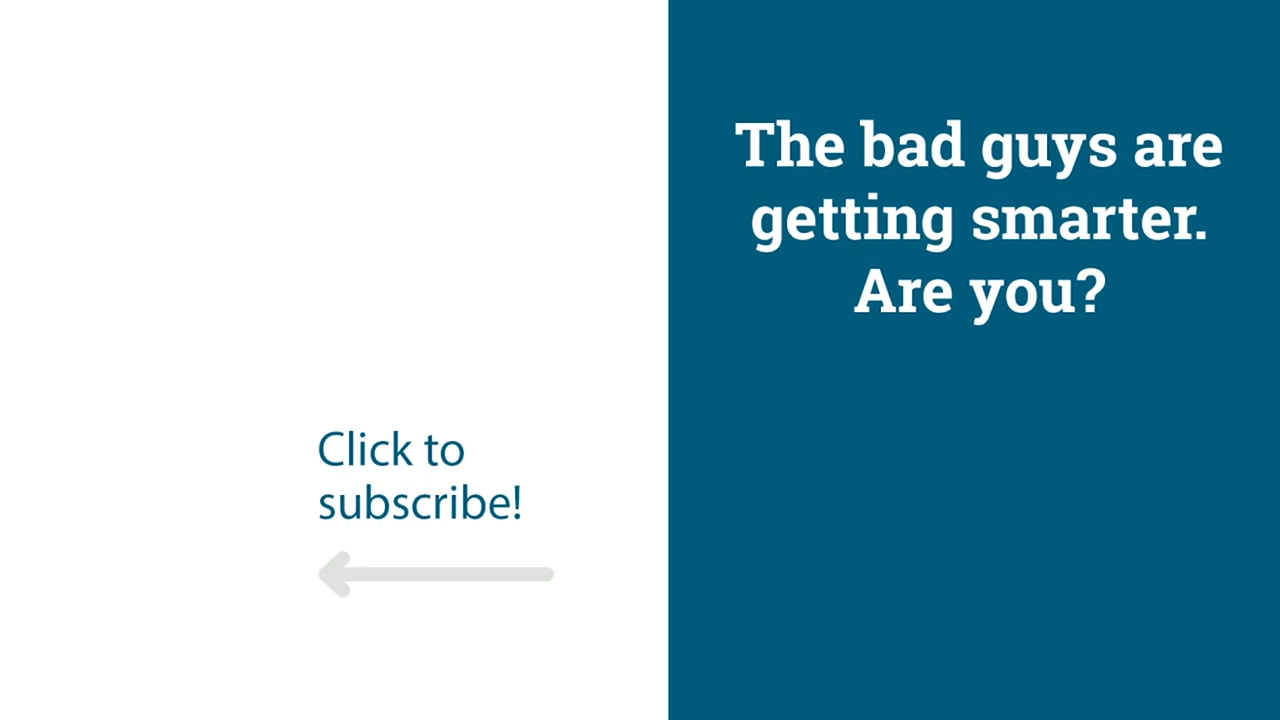 The bad guys are
getting smarter.
Are you?
Click to
subscribe!